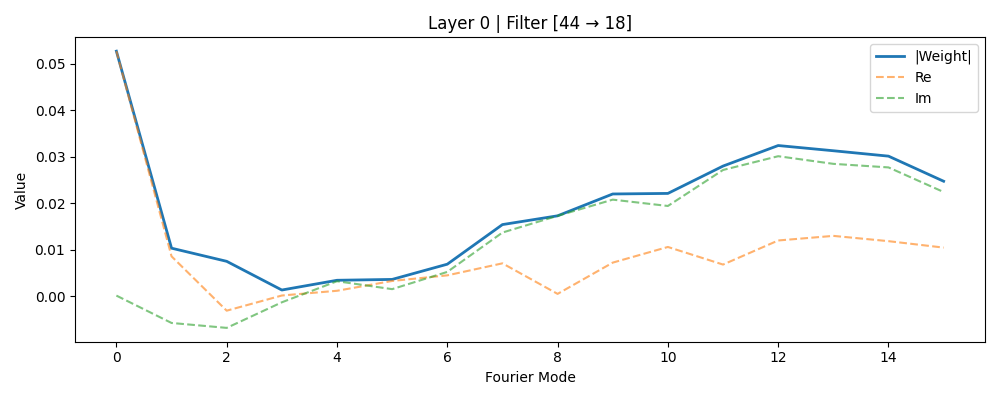 Layer 0 | Filter [44 → 18]
|Weight|
Re
Im
Value
0.05
0.04
0.03
0.02
0.01
0.00
0 2 4 6 8 10 12 14
Fourier Mode